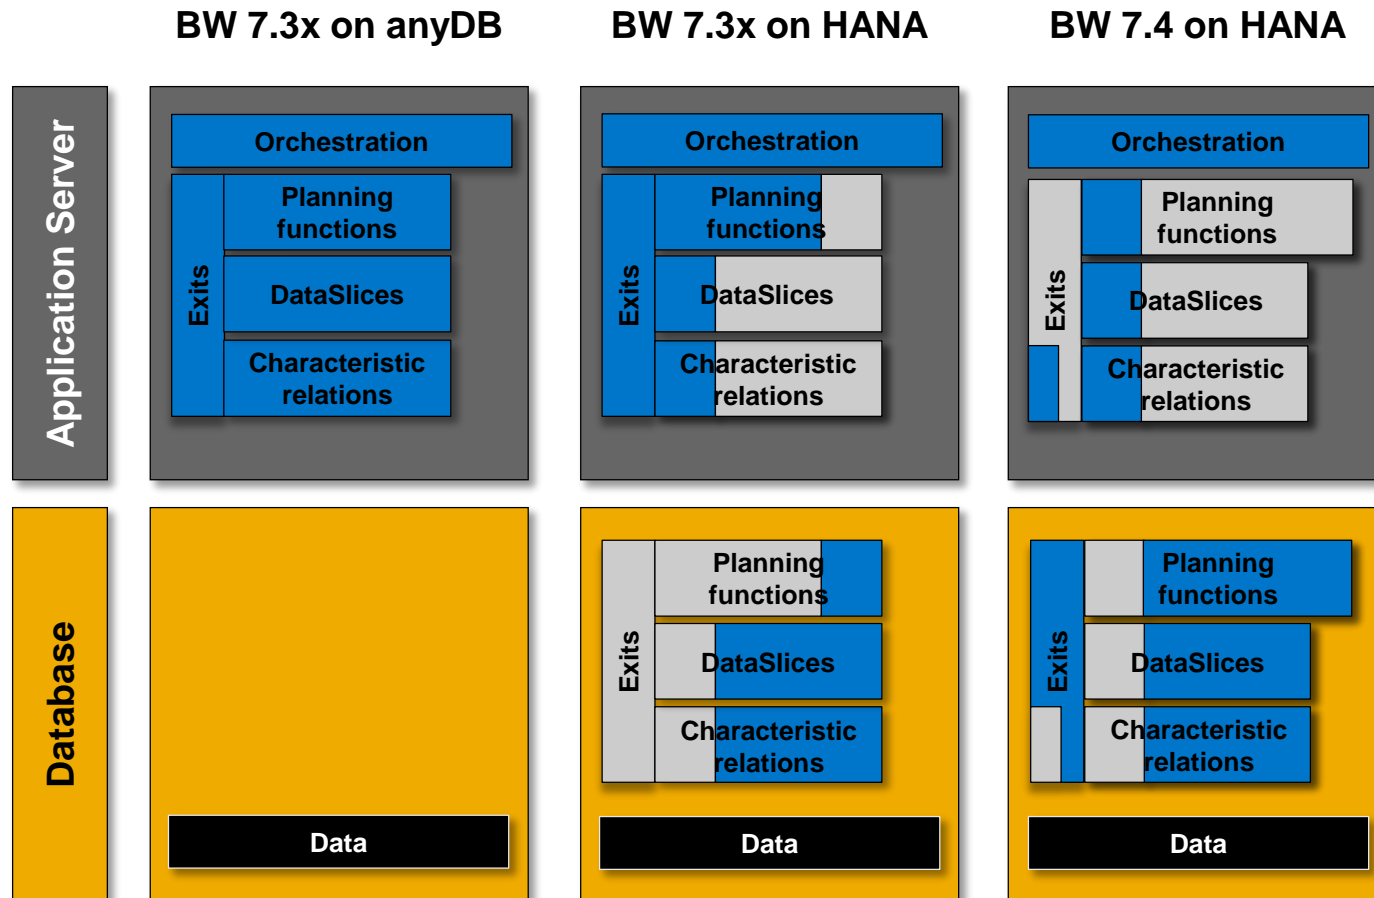 BW 7.3x on anyDB
BW 7.3x on HANA
BW 7.4 on HANA
Application Server
Orchestration
Exits
Planning
functions
DataSlices
Characteristic
relations
Orchestration
Exits
Planning
functions
DataSlices
Characteristic
relations
Orchestration
Exits
Planning
functions
DataSlices
Characteristic
relations
Database
Data
Exits
Planning
functions
DataSlices
Characteristic
relations
Data
Exits
Planning
functions
DataSlices
Characteristic
relations
Data